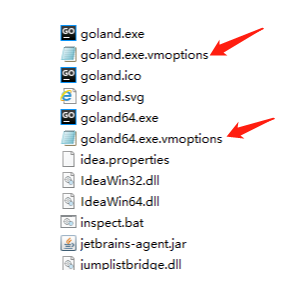 goland.exe
goland.exe.vmoptions
goland.ico
goland.svg
goland64.exe
goland64.exe.vmoptions
idea.properties
IdeaWin32.dll
IdeaWin64.dll
inspect.bat
jetbrains-agent.jar
jumplistbridge.dll